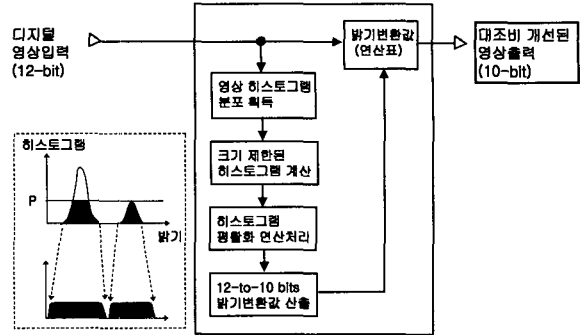 디지털
영상입력
(12-bit)
밝기변환값
(연산표)
대조비 개선된
영상출력
(10-bit)
영상 히스토그램
분포 획득
크기 제한된
히스토그램 계산
히스토그램
평활화 연산처리
12-to-10 bits
밝기변환값 산출
히스토그램
P
밝기